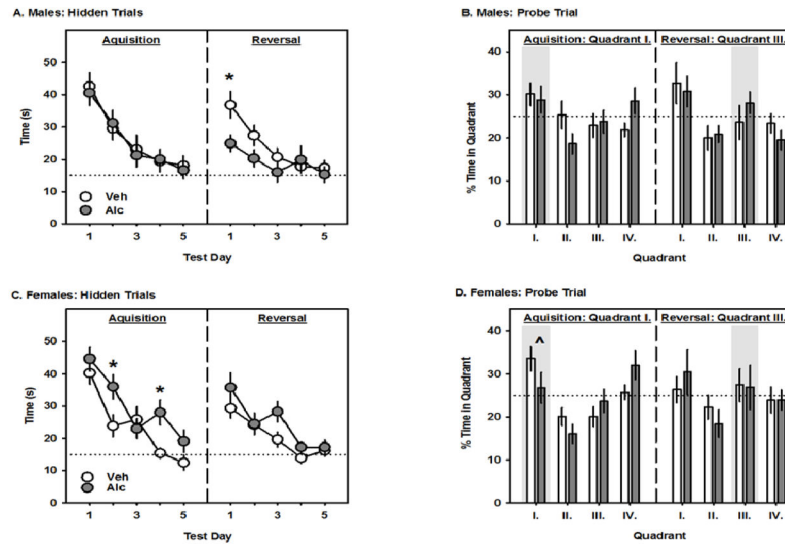 A. Males: Hidden Trials
Aquisition
Reversal
*
50
40
30
20
10
0
Time (s)
Veh
Alc
1 3 5 1 3 5
Test Day
B. Males: Probe Trial
Aquisition: Quadrant I.
Reversal: Quadrant III.
40
30
20
10
0
% Time in Quadrant
I. II. III. IV. I. II. III. IV.
Quadrant
C. Females: Hidden Trials
Aquisition
Reversal
* *
50
40
30
20
10
0
Time (s)
Veh
Alc
1 3 5 1 3 5
Test Day
D. Females: Probe Trial
Aquisition: Quadrant I.
Reversal: Quadrant III.
^
40
30
20
10
0
% Time in Quadrant
I. II. III. IV. I. II. III. IV.
Quadrant